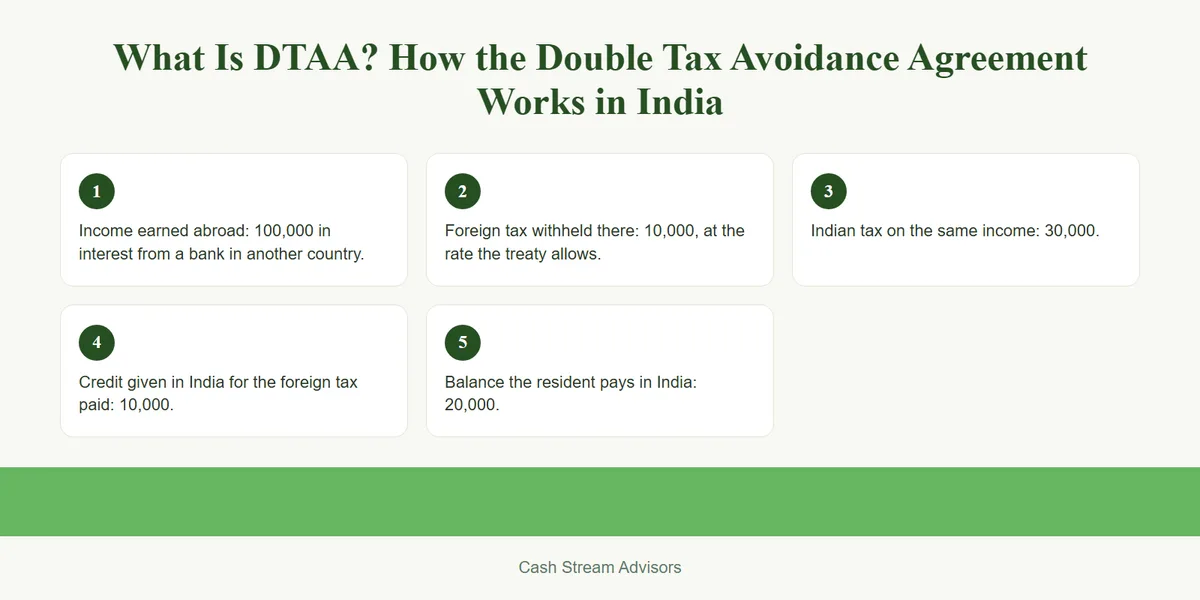 What Is DTAA? How the Double Tax Avoidance Agreement
Works in India
1
Income earned abroad: 100,000 in
interest from a bank in another country.
2
Foreign tax withheld there: 10,000, at the
rate the treaty allows.
3
Indian tax on the same income: 30,000.
4
Credit given in India for the foreign tax
paid: 10,000.
5
Balance the resident pays in India:
20,000.
Cash Stream Advisors